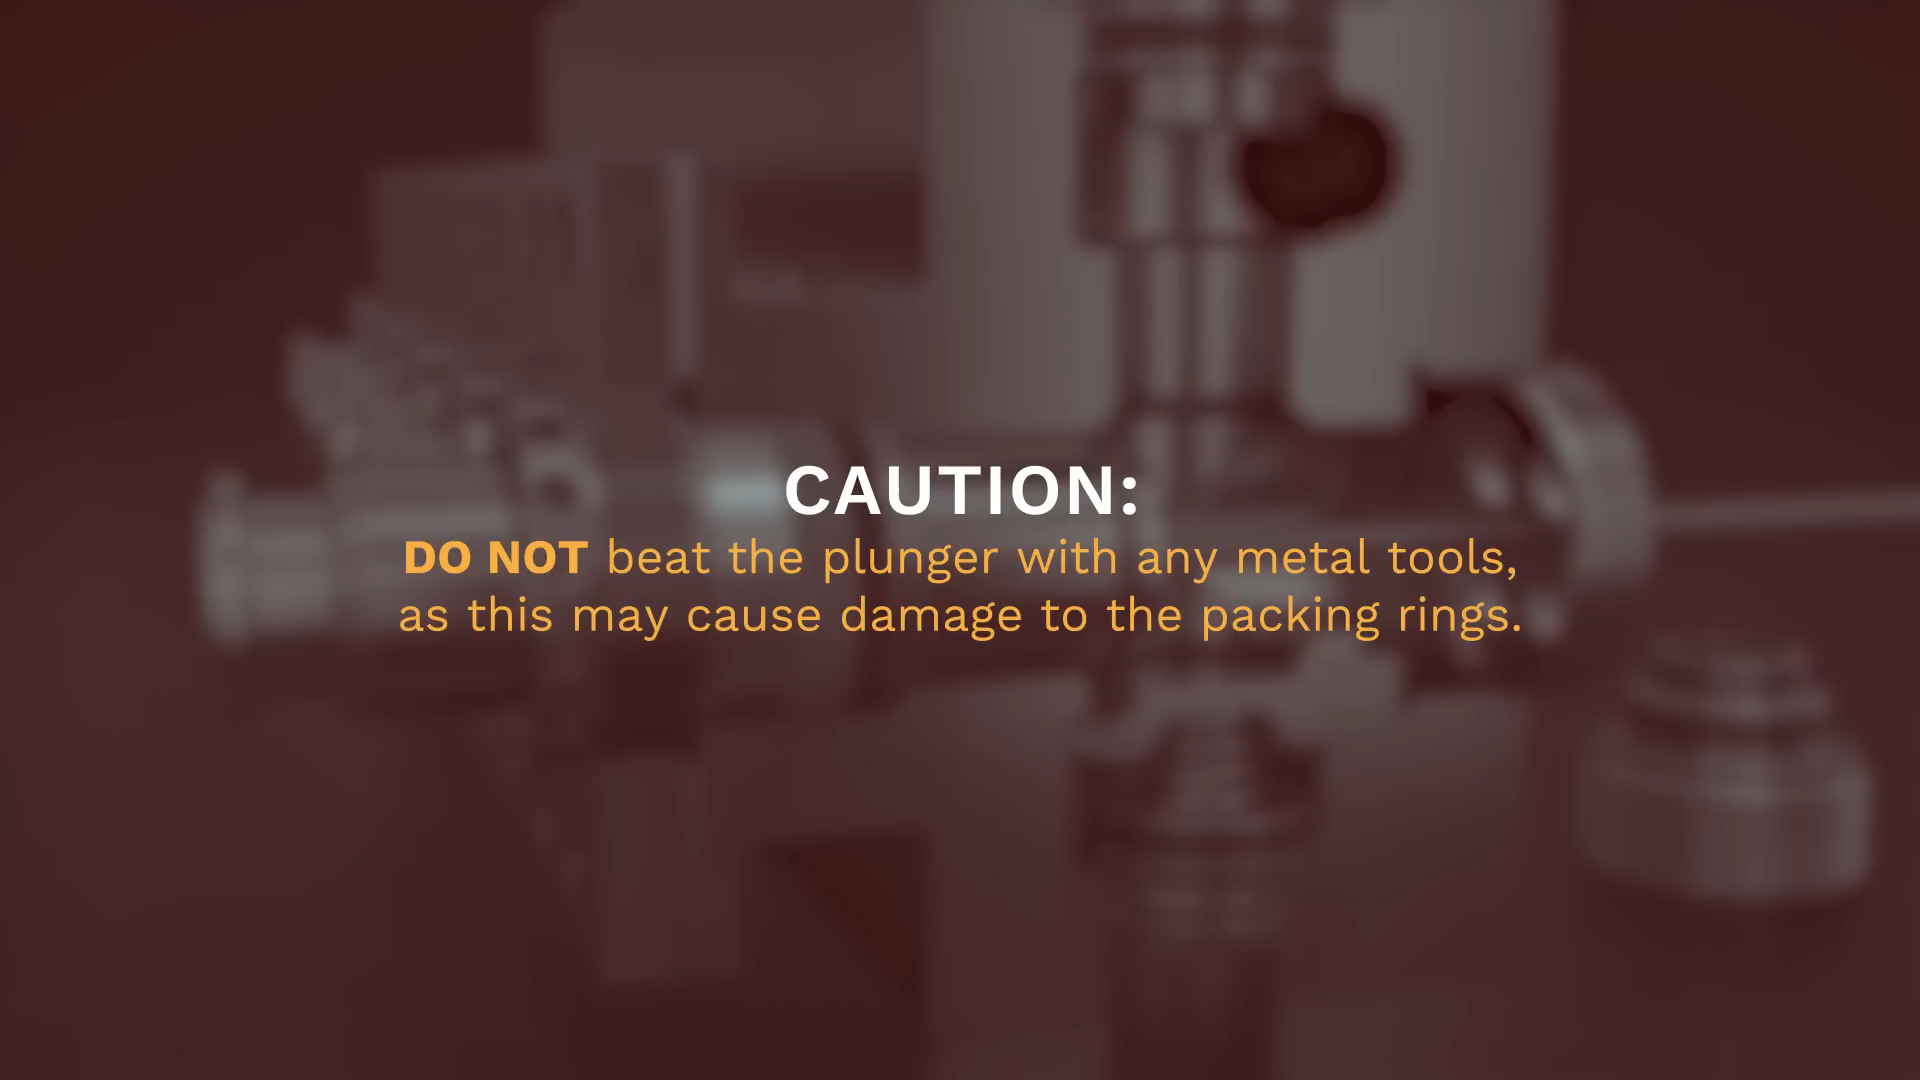 CAUTION:
DO NOT beat the plunger with any metal tools,
as this may cause damage to the packing rings.